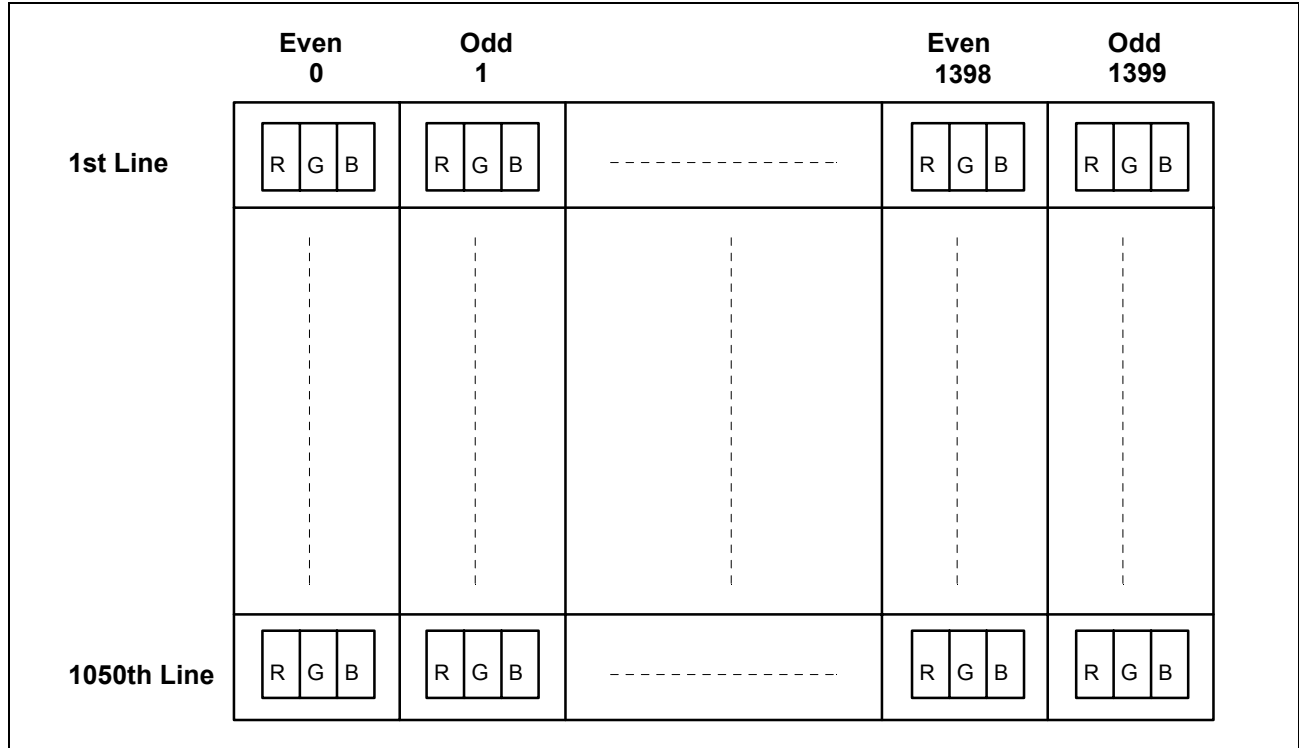 Even Odd Even Odd
0 1 1398 1399
1st Line R G B R G B R G B R G B
1050th Line R G B R G B R G B R G B